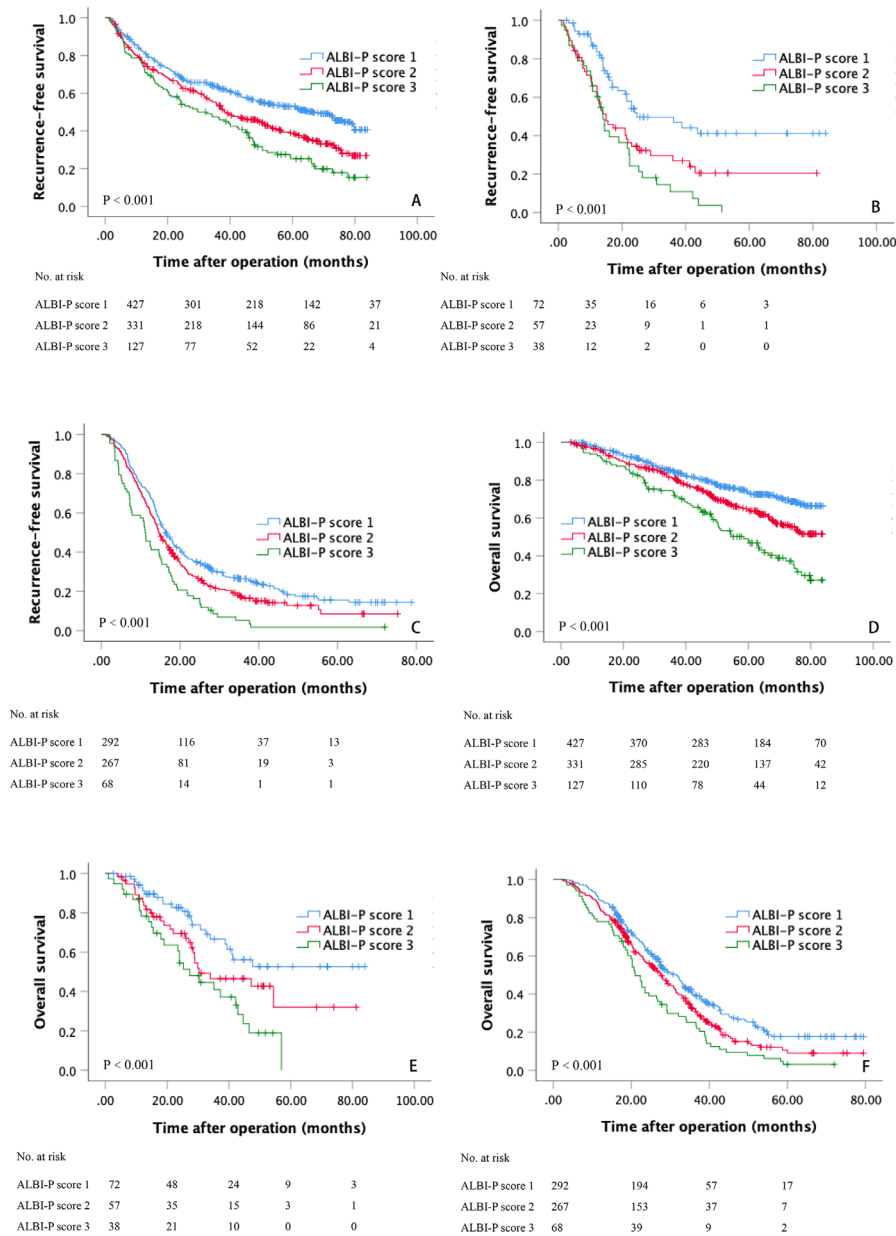 Recurrence-free survival
1.0
0.8
0.6
0.4
0.2
0.0
ALBI-P score 1
ALBI-P score 2
ALBI-P score 3
P < 0.001
A
.00 20.00 40.00 60.00 80.00 100.00
Time after operation (months)
No. at risk
ALBI-P score 1 427 301 218 142 37
ALBI-P score 2 331 218 144 86 21
ALBI-P score 3 127 77 52 22 4
Recurrence-free survival
1.0
0.8
0.6
0.4
0.2
0.0
ALBI-P score 1
ALBI-P score 2
ALBI-P score 3
P < 0.001
B
.00 20.00 40.00 60.00 80.00 100.00
Time after operation (months)
No. at risk
ALBI-P score 1 72 35 16 6 3
ALBI-P score 2 57 23 9 1 1
ALBI-P score 3 38 12 2 0 0
Recurrence-free survival
1.0
0.8
0.6
0.4
0.2
0.0
ALBI-P score 1
ALBI-P score 2
ALBI-P score 3
P < 0.001
C
.00 20.00 40.00 60.00 80.00
Time after operation (months)
No. at risk
ALBI-P score 1 292 116 37 13
ALBI-P score 2 267 81 19 3
ALBI-P score 3 68 14 1 1
Overall survival
1.0
0.8
0.6
0.4
0.2
0.0
ALBI-P score 1
ALBI-P score 2
ALBI-P score 3
P < 0.001
D
.00 20.00 40.00 60.00 80.00 100.00
Time after operation (months)
No. at risk
ALBI-P score 1 427 370 283 184 70
ALBI-P score 2 331 285 220 137 42
ALBI-P score 3 127 110 78 44 12
Overall survival
1.0
0.8
0.6
0.4
0.2
0.0
ALBI-P score 1
ALBI-P score 2
ALBI-P score 3
P < 0.001
E
.00 20.00 40.00 60.00 80.00 100.00
Time after operation (months)
No. at risk
ALBI-P score 1 72 48 24 9 3
ALBI-P score 2 57 35 15 3 1
ALBI-P score 3 38 21 10 0 0
Overall survival
1.0
0.8
0.6
0.4
0.2
0.0
ALBI-P score 1
ALBI-P score 2
ALBI-P score 3
P < 0.001
F
.00 20.00 40.00 60.00 80.00
Time after operation (months)
No. at risk
ALBI-P score 1 292 194 57 17
ALBI-P score 2 267 153 37 7
ALBI-P score 3 68 39 9 2